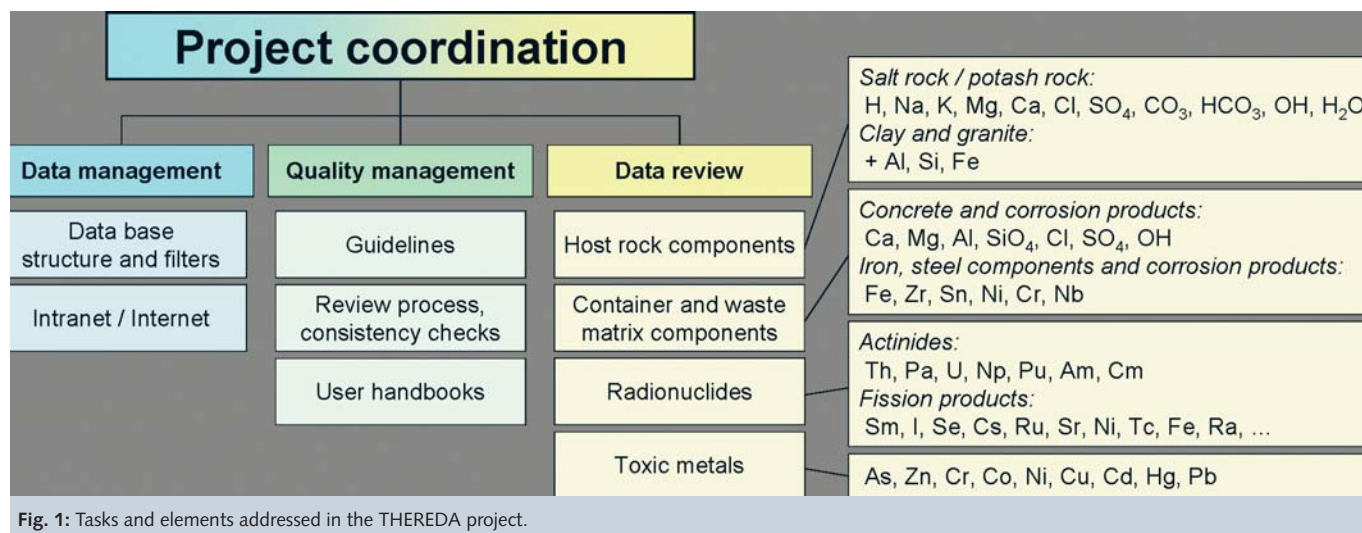 Project coordination
Data management
Data base
structure and filters
Intranet / Internet
Quality management
Guidelines
Review process,
consistency checks
User handbooks
Data review
Host rock components
Container and waste
matrix components
Radionuclides
Toxic metals
Salt rock / potash rock:
H, Na, K, Mg, Ca, Cl, SO₄, CO₃, HCO₃, OH, H₂O
Clay and granite:
+ Al, Si, Fe
Concrete and corrosion products:
Ca, Mg, Al, SiO₄, Cl, SO₄, OH
Iron, steel components and corrosion products:
Fe, Zr, Sn, Ni, Cr, Nb
Actinides:
Th, Pa, U, Np, Pu, Am, Cm
Fission products:
Sm, I, Se, Cs, Ru, Sr, Ni, Tc, Fe, Ra, ...
As, Zn, Cr, Co, Ni, Cu, Cd, Hg, Pb
Fig. 1: Tasks and elements addressed in the THEREDA project.